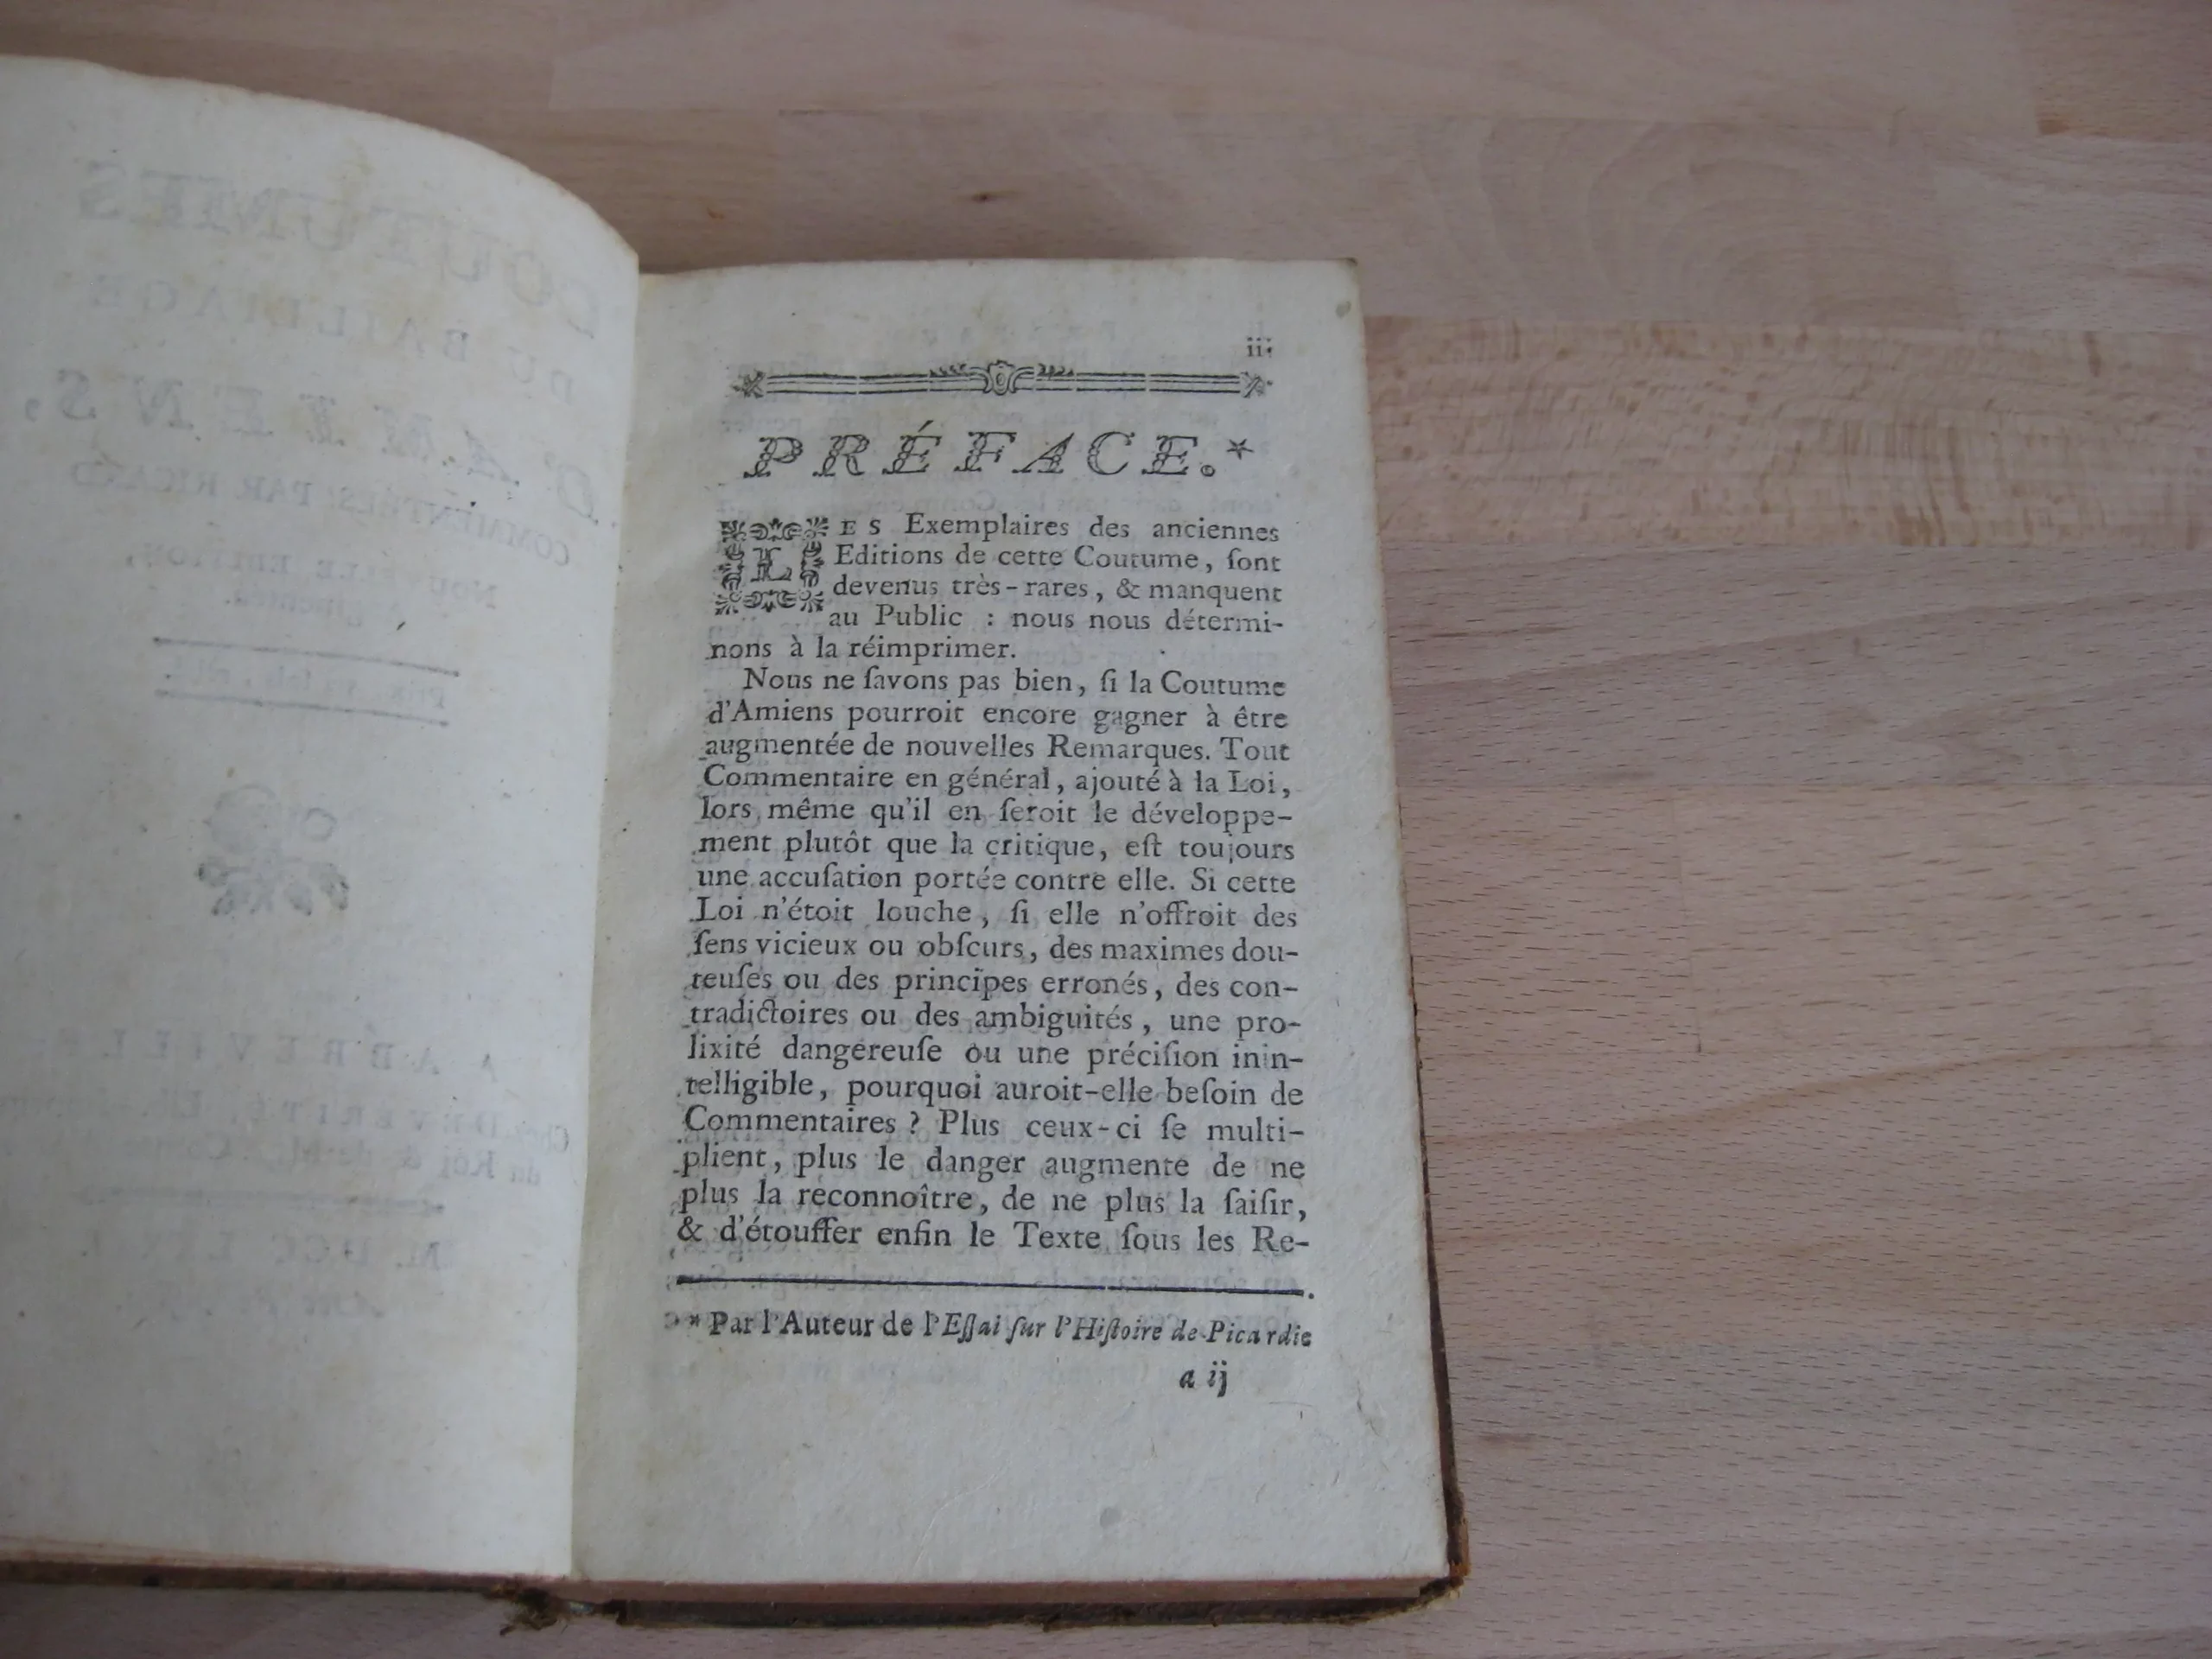 iij
PRÉFACE.*
LES Exemplaires des anciennes
Editions de cette Coutume, ſont
devenus très-rares, & manquent
au Public : nous nous détermi-
nons à la réimprimer.
Nous ne ſavons pas bien, ſi la Coutume
d'Amiens pourroit encore gagner à être
augmentée de nouvelles Remarques. Tout
Commentaire en général, ajouté à la Loi,
lors même qu'il en ſeroit le développe-
ment plutôt que la critique, eſt toujours
une accuſation portée contre elle. Si cette
Loi n'étoit louche, ſi elle n'offroit des
ſens vicieux ou obſcurs, des maximes dou-
teuſes ou des principes erronés, des con-
tradictoires ou des ambiguités, une pro-
lixité dangereuſe ou une préciſion inin-
telligible, pourquoi auroit-elle beſoin de
Commentaires ? Plus ceux-ci ſe multi-
plient, plus le danger augmente de ne
plus la reconnoître, de ne plus la ſaiſir,
& d'étouffer enfin le Texte ſous les Re-
* Par l'Auteur de l'Eſſai ſur l'Hiſtoire de Picardie
a ij